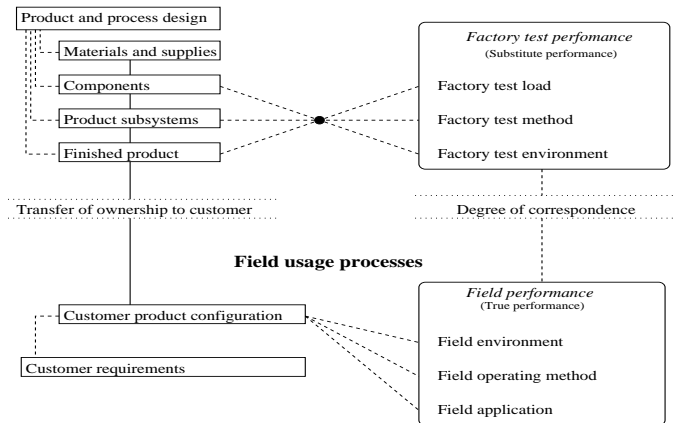 Product and process design
Materials and supplies
Components
Product subsystems
Finished product
Factory test perfomance
(Substitute performance)
Factory test load
Factory test method
Factory test environment
Transfer of ownership to customer
Degree of correspondence
Field usage processes
Customer product configuration
Customer requirements
Field performance
(True performance)
Field environment
Field operating method
Field application